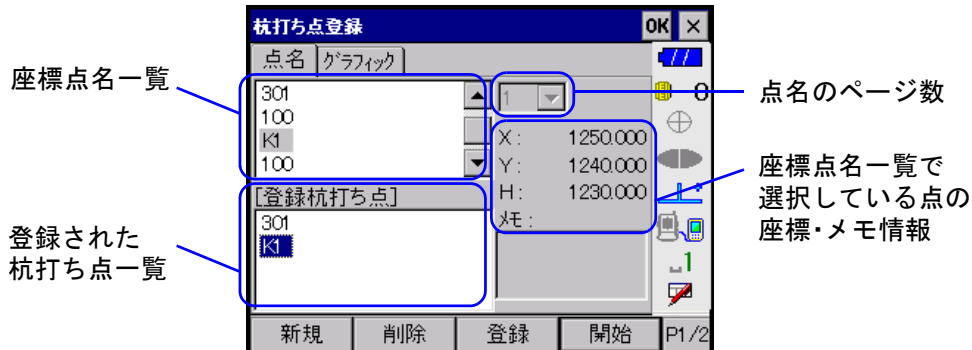 杭打ち点登録
OK ×
点名 グラフィック
座標点名一覧
301
100
K1
100
1
点名のページ数
0
X: 1250.000
Y: 1240.000
H: 1230.000
メモ:
座標点名一覧で
選択している点の
座標・メモ情報
[登録杭打ち点]
301
K1
登録された
杭打ち点一覧
1
新規 削除 登録 開始 P1/2